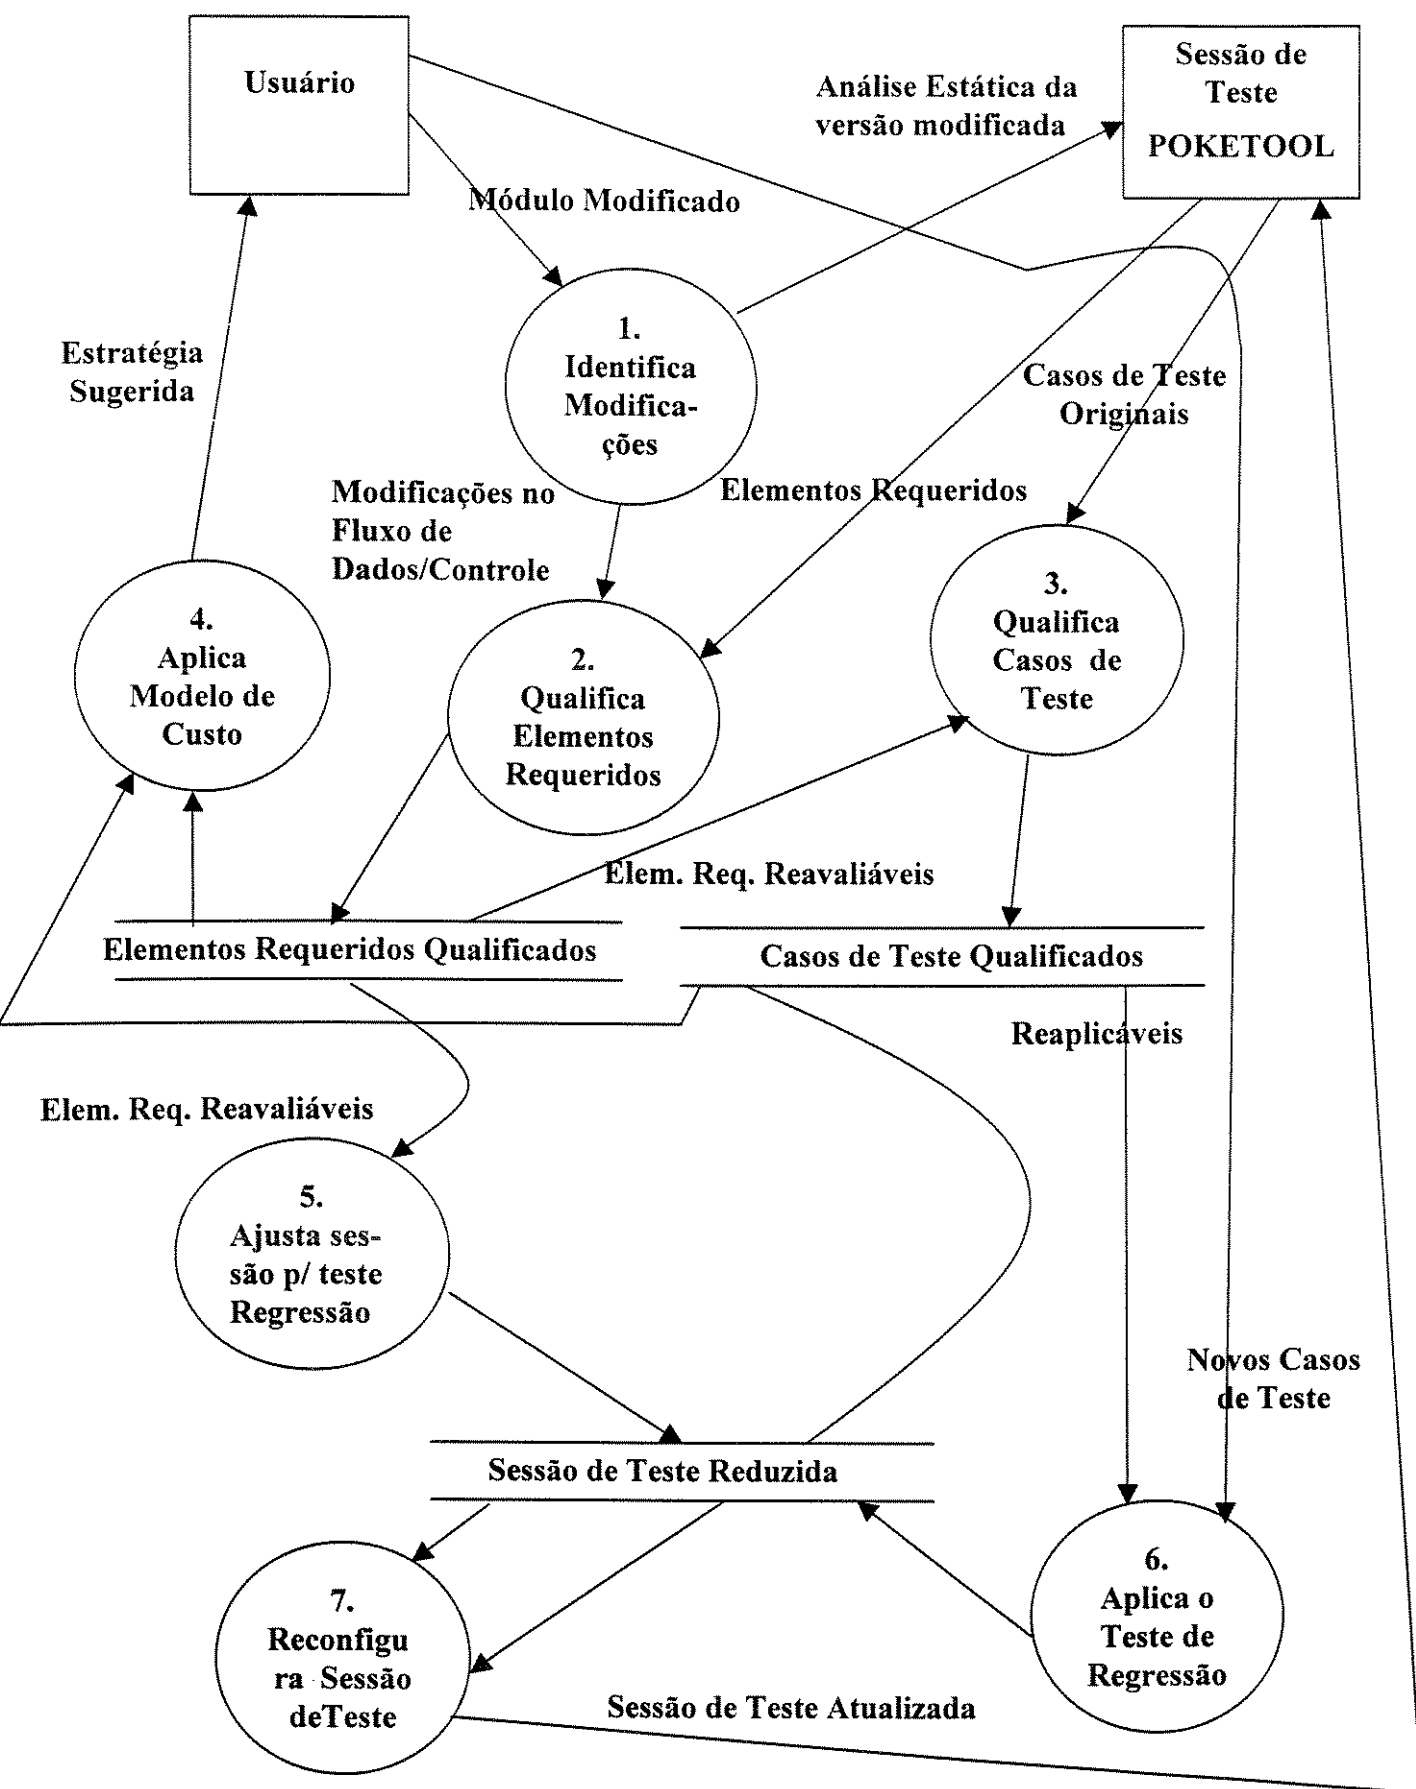 Usuário
Sessão de
Teste
POKETOOL
Análise Estática da
versão modificada
Módulo Modificado
1.
Identifica
Modifica-
ções
Estratégia
Sugerida
Casos de Teste
Originais
Modificações no
Fluxo de
Dados/Controle
Elementos Requeridos
4.
Aplica
Modelo de
Custo
2.
Qualifica
Elementos
Requeridos
3.
Qualifica
Casos de
Teste
Elem. Req. Reavaliáveis
Elementos Requeridos Qualificados
Casos de Teste Qualificados
Reaplicáveis
Elem. Req. Reavaliáveis
5.
Ajusta ses-
são p/ teste
Regressão
Novos Casos
de Teste
Sessão de Teste Reduzida
7.
Reconfigu
ra Sessão
deTeste
6.
Aplica o
Teste de
Regressão
Sessão de Teste Atualizada